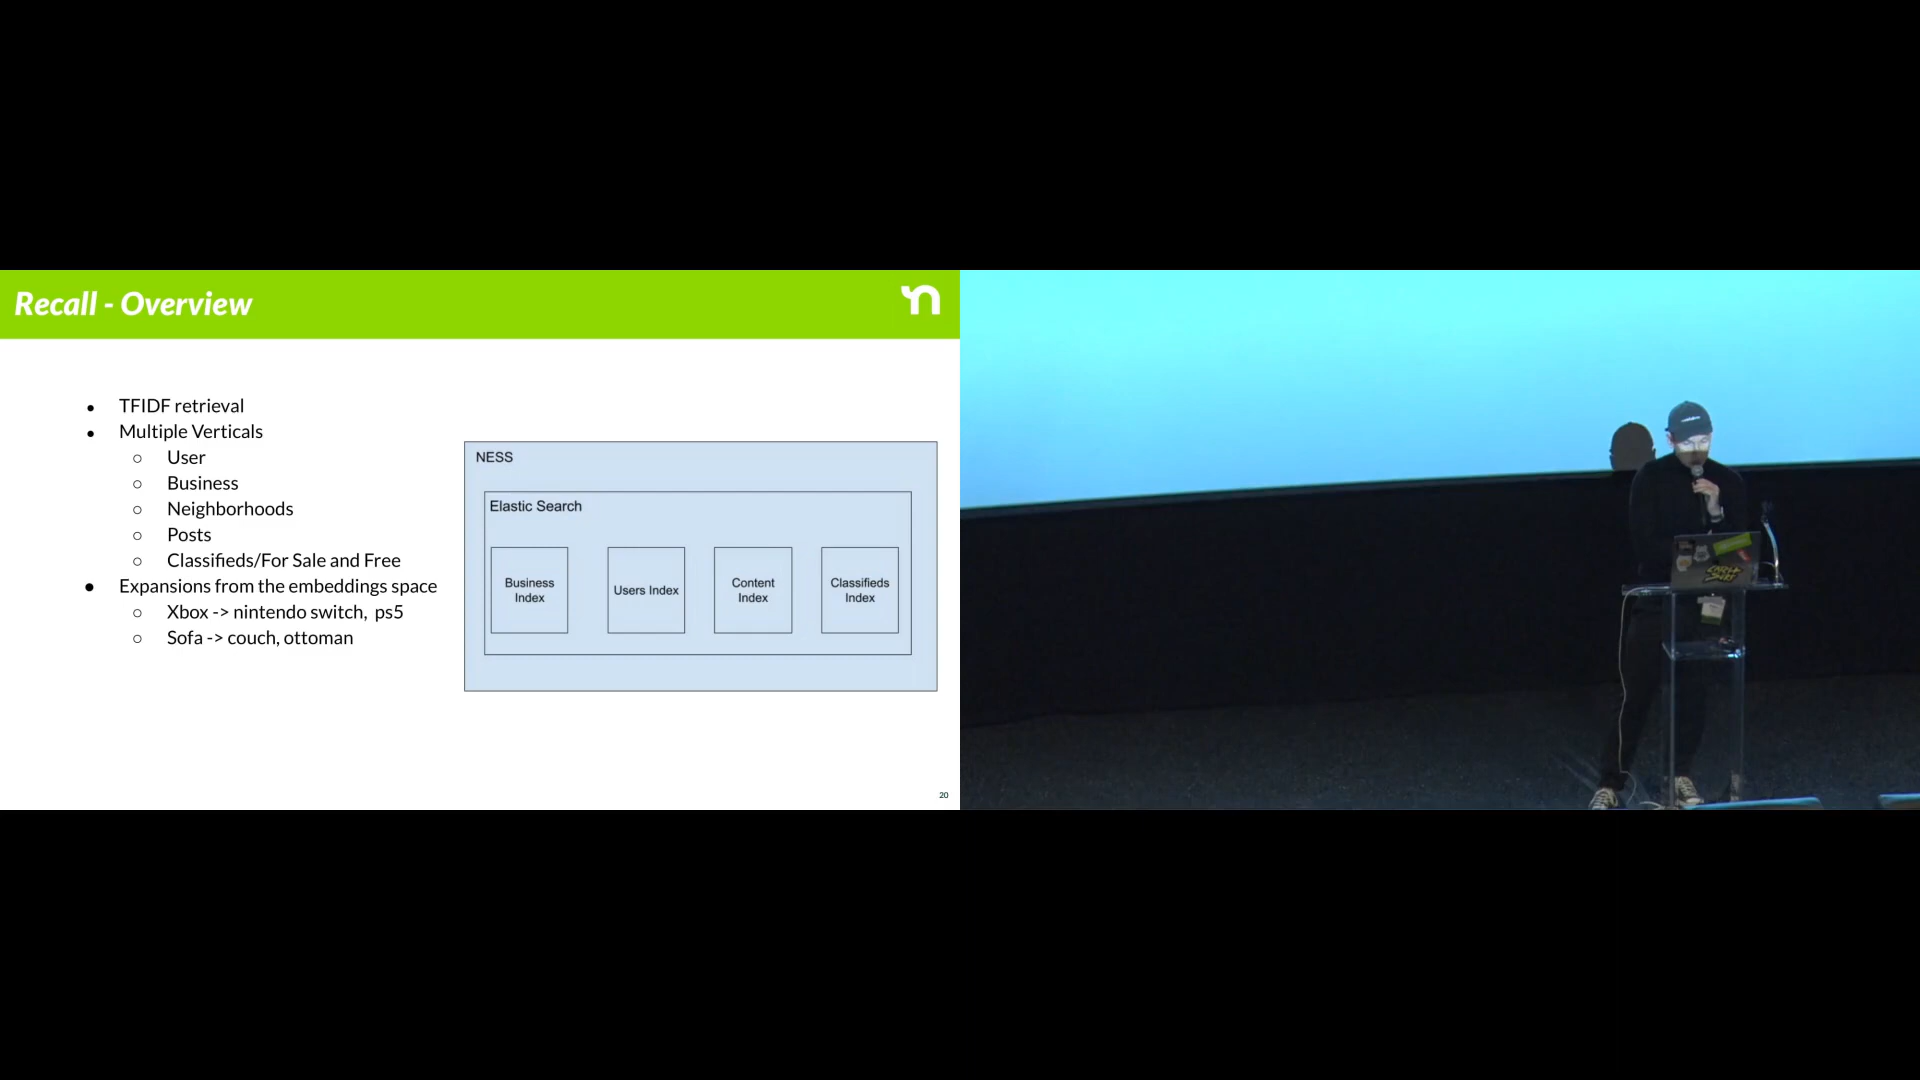 Recall - Overview
n
● TFIDF retrieval
● Multiple Verticals
○ User
○ Business
○ Neighborhoods
○ Posts
○ Classifieds/For Sale and Free
● Expansions from the embeddings space
○ Xbox -> nintendo switch, ps5
○ Sofa -> couch, ottoman
NESS
Elastic Search
Business
Index
Users Index
Content
Index
Classifieds
Index
20